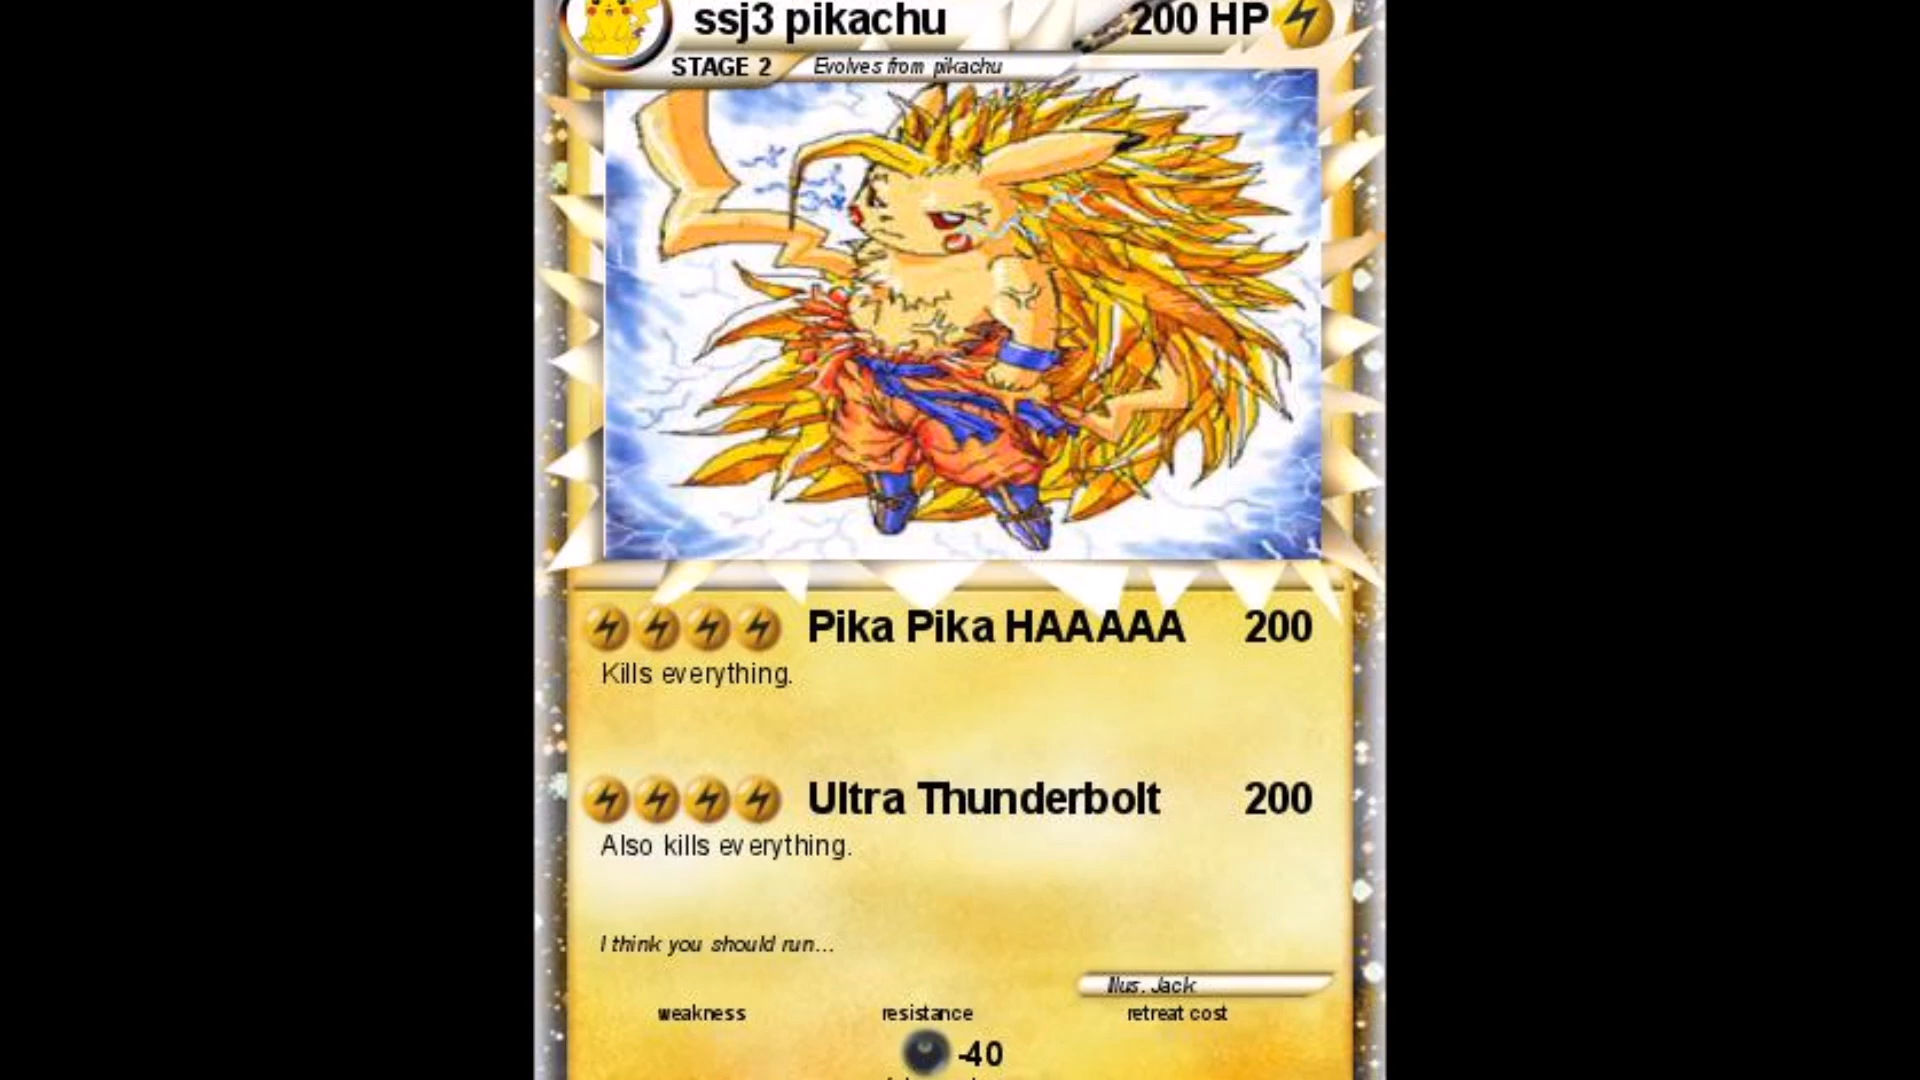 ssj3 pikachu 200 HP
STAGE 2 Evolves from pikachu
Pika Pika HAAAAA 200
Kills everything.
Ultra Thunderbolt 200
Also kills everything.
I think you should run...
Illus. Jack
weakness resistance retreat cost
-40